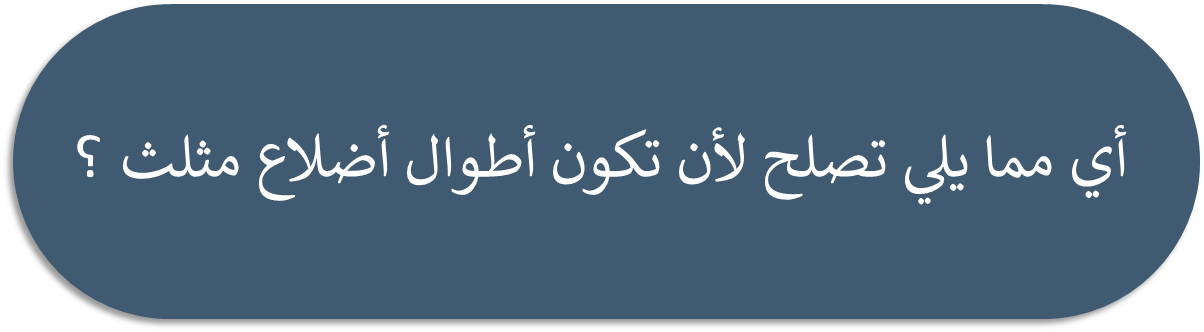 أي مما يلي تصلح لأن تكون أطوال أضلاع مثلث ؟